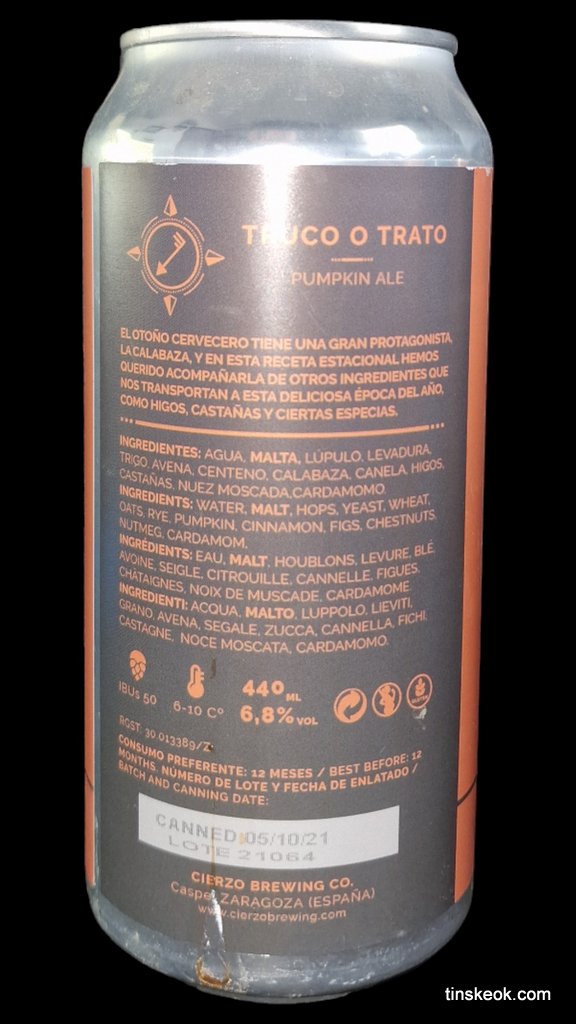 TRUCO O TRATO
PUMPKIN ALE
EL OTOÑO CERVECERO TIENE UNA GRAN PROTAGONISTA,
LA CALABAZA, Y EN ESTA RECETA ESTACIONAL HEMOS
QUERIDO ACOMPAÑARLA DE OTROS INGREDIENTES QUE
NOS TRANSPORTAN A ESTA DELICIOSA ÉPOCA DEL AÑO,
COMO HIGOS, CASTAÑAS Y CIERTAS ESPECIAS.
INGREDIENTES: AGUA, MALTA, LÚPULO, LEVADURA,
TRIGO, AVENA, CENTENO, CALABAZA, CANELA, HIGOS,
CASTAÑAS, NUEZ MOSCADA,CARDAMOMO.
INGREDIENTS: WATER, MALT, HOPS, YEAST, WHEAT,
OATS, RYE, PUMPKIN, CINNAMON, FIGS, CHESTNUTS,
NUTMEG, CARDAMOM.
INGRÉDIENTS: EAU, MALT, HOUBLONS, LEVURE, BLÉ,
AVOINE, SEIGLE, CITROUILLE, CANNELLE, FIGUES,
CHÂTAIGNES, NOIX DE MUSCADE, CARDAMOME
INGREDIENTI: ACQUA, MALTO, LUPPOLO, LIEVITI,
GRANO, AVENA, SEGALE, ZUCCA, CANNELLA, FICHI,
CASTAGNE, NOCE MOSCATA, CARDAMOMO.
IBUs 50
6-10 Cº
440 ML
6,8% VOL
GLUTEN
RGST. 30.013389/Z
CONSUMO PREFERENTE: 12 MESES / BEST BEFORE: 12
MONTHS. NÚMERO DE LOTE Y FECHA DE ENLATADO /
BATCH AND CANNING DATE:
CANNED:05/10/21
LOTE 21064
CIERZO BREWING CO.
Caspe, ZARAGOZA (ESPAÑA)
www.cierzobrewing.com
tinskeok.com